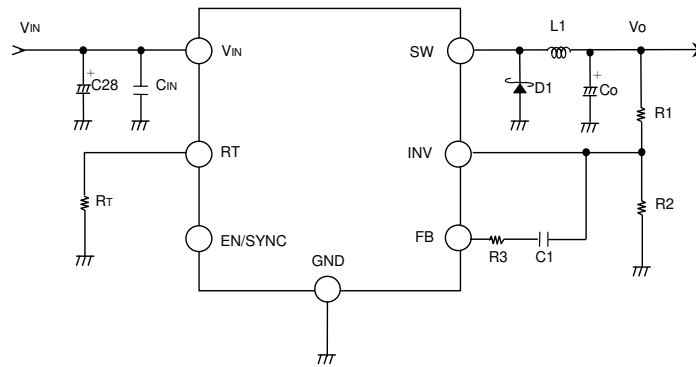 VIN
L1
Vo
VIN
SW
C28
CIN
D1
Co
R1
RT
INV
RT
R2
EN/SYNC
FB
GND
R3
C1
+
+